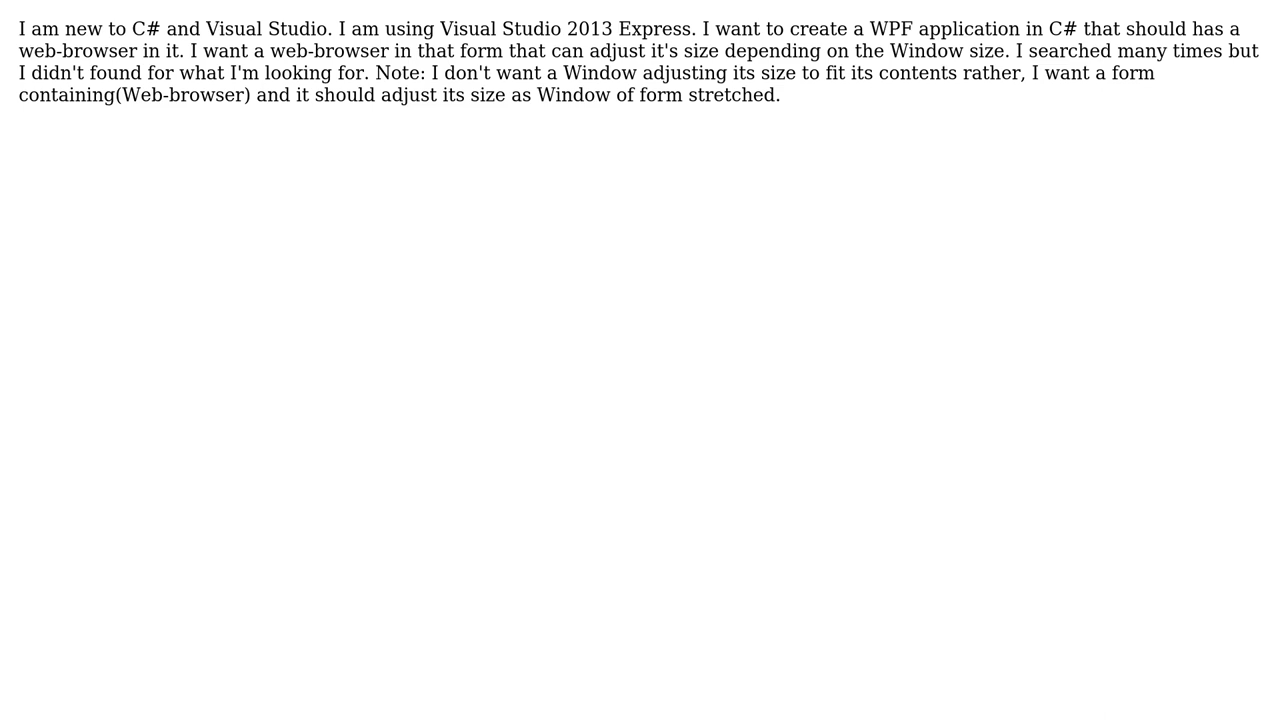 I am new to C# and Visual Studio. I am using Visual Studio 2013 Express. I want to create a WPF application in C# that should has a
web-browser in it. I want a web-browser in that form that can adjust it's size depending on the Window size. I searched many times but
I didn't found for what I'm looking for. Note: I don't want a Window adjusting its size to fit its contents rather, I want a form
containing(Web-browser) and it should adjust its size as Window of form stretched.